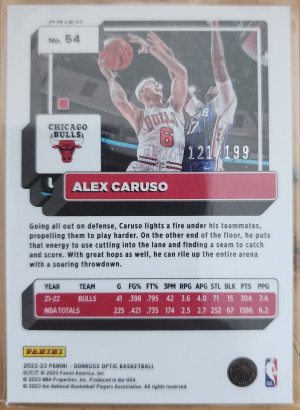 No. 54
121/199
CHICAGO
BULLS
BULLS
6
ALEX CARUSO
Going all out on defense, Caruso lights a fire under his teammates,
propelling them to play harder. On the other end of the floor, he puts
that energy to use cutting into the lane and finding a seam to catch
and score. With great hops as well, he can rile up the entire arena
with a soaring throwdown.
YEAR TEAM G FG% FT% 3PM RPG APG STL BLK PTS PPG
21-22 BULLS 41 .398 .795 42 3.6 4.0 71 15 304 7.4
NBA TOTALS 225 .421 .735 174 2.5 2.7 252 67 1386 6.2
PANINI
2022-23 PANINI - DONRUSS OPTIC BASKETBALL
© 2023 Panini America, Inc.
© 2023 NBA Properties, Inc. Produced in the USA.
© 2023 the National Basketball Players Association. All rights reserved.